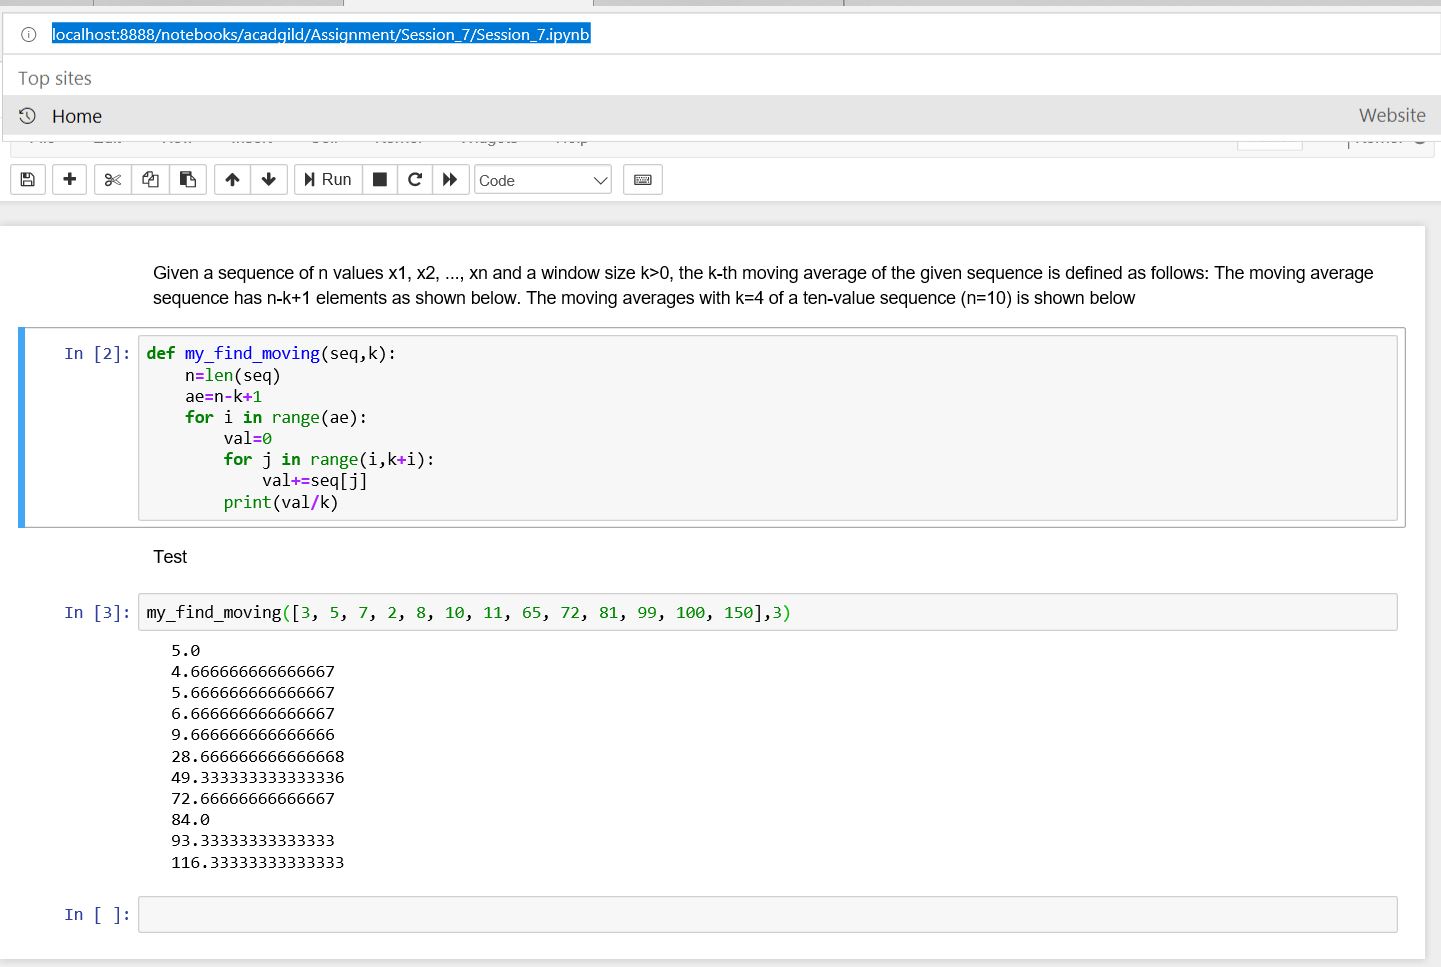 localhost:8888/notebooks/acadgild/Assignment/Session_7/Session_7.ipynb
Top sites
Home Website
Run Code
Given a sequence of n values x1, x2, ..., xn and a window size k>0, the k-th moving average of the given sequence is defined as follows: The moving average
sequence has n-k+1 elements as shown below. The moving averages with k=4 of a ten-value sequence (n=10) is shown below
In [2]: def my_find_moving(seq,k):
n=len(seq)
ae=n-k+1
for i in range(ae):
val=0
for j in range(i,k+i):
val+=seq[j]
print(val/k)
Test
In [3]: my_find_moving([3, 5, 7, 2, 8, 10, 11, 65, 72, 81, 99, 100, 150],3)
5.0
4.666666666666667
5.666666666666667
6.666666666666667
9.666666666666666
28.666666666666668
49.333333333333336
72.66666666666667
84.0
93.33333333333333
116.33333333333333
In [ ]: